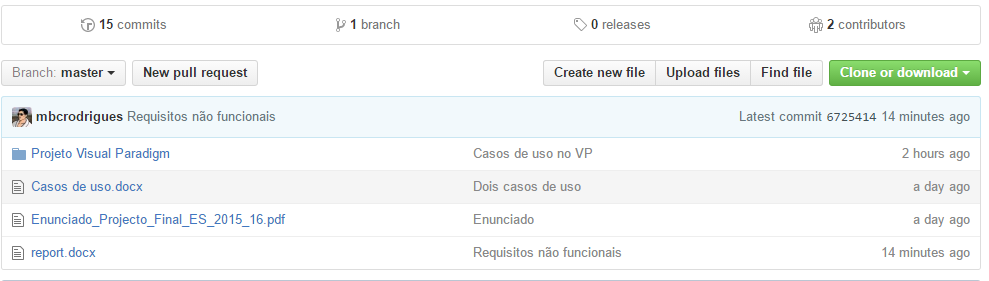 15 commits 1 branch 0 releases 2 contributors
Branch: master New pull request Create new file Upload files Find file Clone or download
mbcrodrigues Requisitos não funcionais Latest commit 6725414 14 minutes ago
Projeto Visual Paradigm Casos de uso no VP 2 hours ago
Casos de uso.docx Dois casos de uso a day ago
Enunciado_Projecto_Final_ES_2015_16.pdf Enunciado a day ago
report.docx Requisitos não funcionais 14 minutes ago